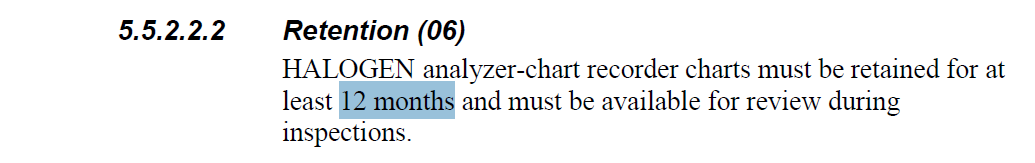 5.5.2.2.2 Retention (06)
HALOGEN analyzer-chart recorder charts must be retained for at
least 12 months and must be available for review during
inspections.